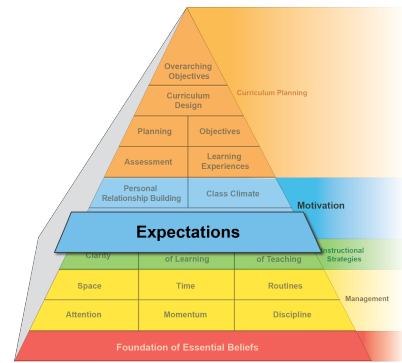 Overarching
Objectives
Curriculum Planning
Curriculum
Design
Planning
Objectives
Assessment
Learning
Experiences
Personal
Relationship Building
Class Climate
Motivation
Expectations
Clarity
of Learning
of Teaching
Instructional
Strategies
Space
Time
Routines
Management
Attention
Momentum
Discipline
Foundation of Essential Beliefs